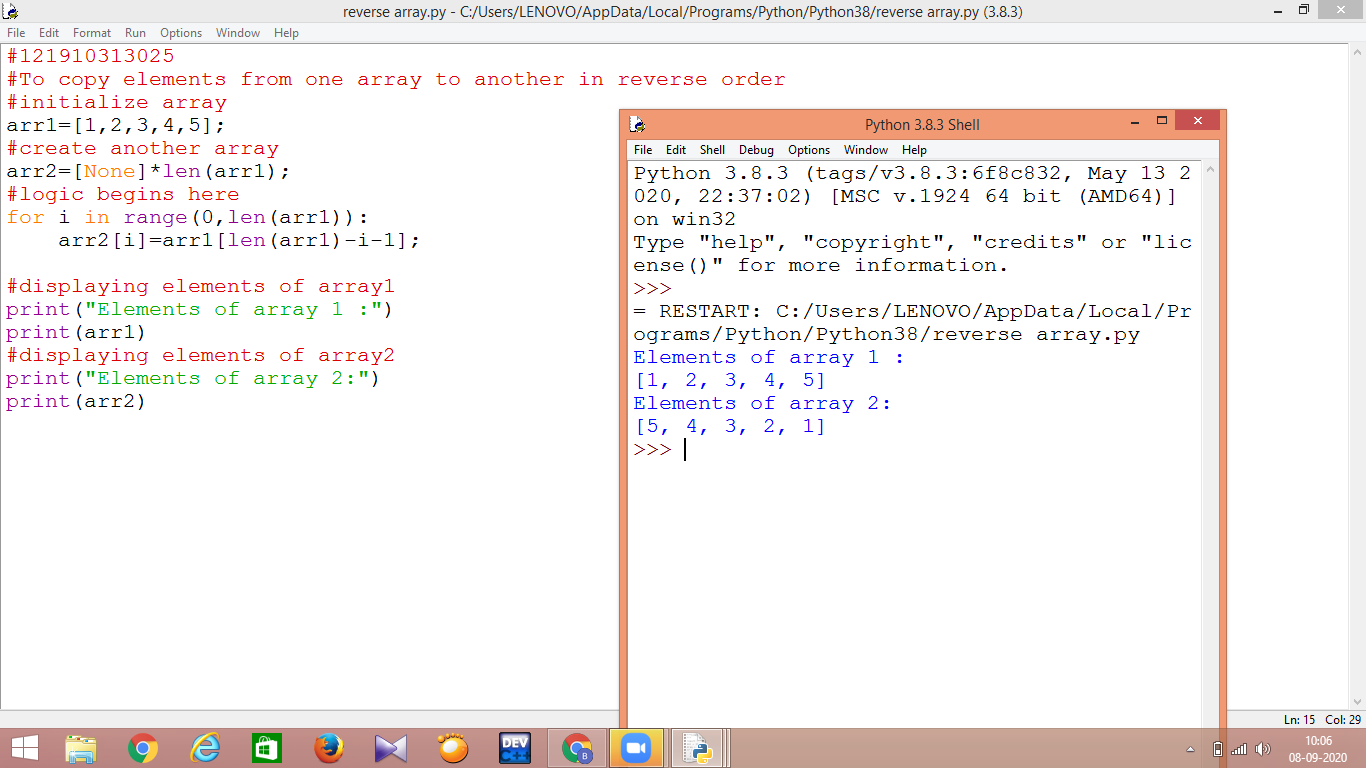 reverse array.py - C:/Users/LENOVO/AppData/Local/Programs/Python/Python38/reverse array.py (3.8.3)
File Edit Format Run Options Window Help
#121910313025
#To copy elements from one array to another in reverse order
#initialize array
arr1=[1,2,3,4,5];
#create another array
arr2=[None]*len(arr1);
#logic begins here
for i in range(0,len(arr1)):
    arr2[i]=arr1[len(arr1)-i-1];
#displaying elements of array1
print("Elements of array 1 :")
print(arr1)
#displaying elements of array2
print("Elements of array 2:")
print(arr2)
Python 3.8.3 Shell
File Edit Shell Debug Options Window Help
Python 3.8.3 (tags/v3.8.3:6f8c832, May 13 2
020, 22:37:02) [MSC v.1924 64 bit (AMD64)]
on win32
Type "help", "copyright", "credits" or "lic
ense()" for more information.
>>>
= RESTART: C:/Users/LENOVO/AppData/Local/Pr
ograms/Python/Python38/reverse array.py
Elements of array 1 :
[1, 2, 3, 4, 5]
Elements of array 2:
[5, 4, 3, 2, 1]
>>>
Ln: 15 Col: 29
DEV
C++
B
10:06
08-09-2020